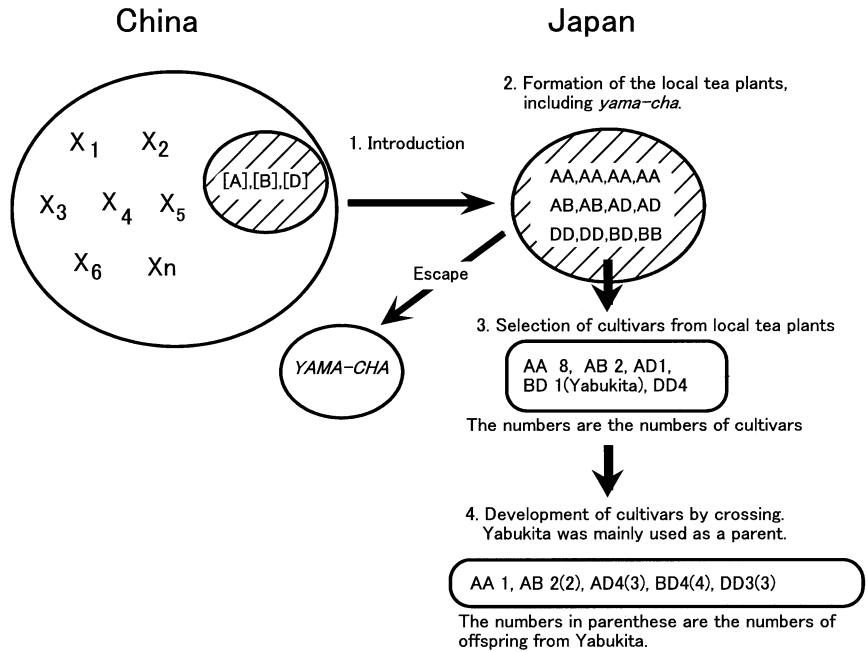 China
Japan
X1 X2
X3 X4 X5
X6 Xn
[A],[B],[D]
1. Introduction
2. Formation of the local tea plants,
including yama-cha.
AA,AA,AA,AA
AB,AB,AD,AD
DD,DD,BD,BB
Escape
YAMA-CHA
3. Selection of cultivars from local tea plants
AA 8, AB 2, AD1,
BD 1(Yabukita), DD4
The numbers are the numbers of cultivars
4. Development of cultivars by crossing.
Yabukita was mainly used as a parent.
AA 1, AB 2(2), AD4(3), BD4(4), DD3(3)
The numbers in parenthese are the numbers of
offspring from Yabukita.